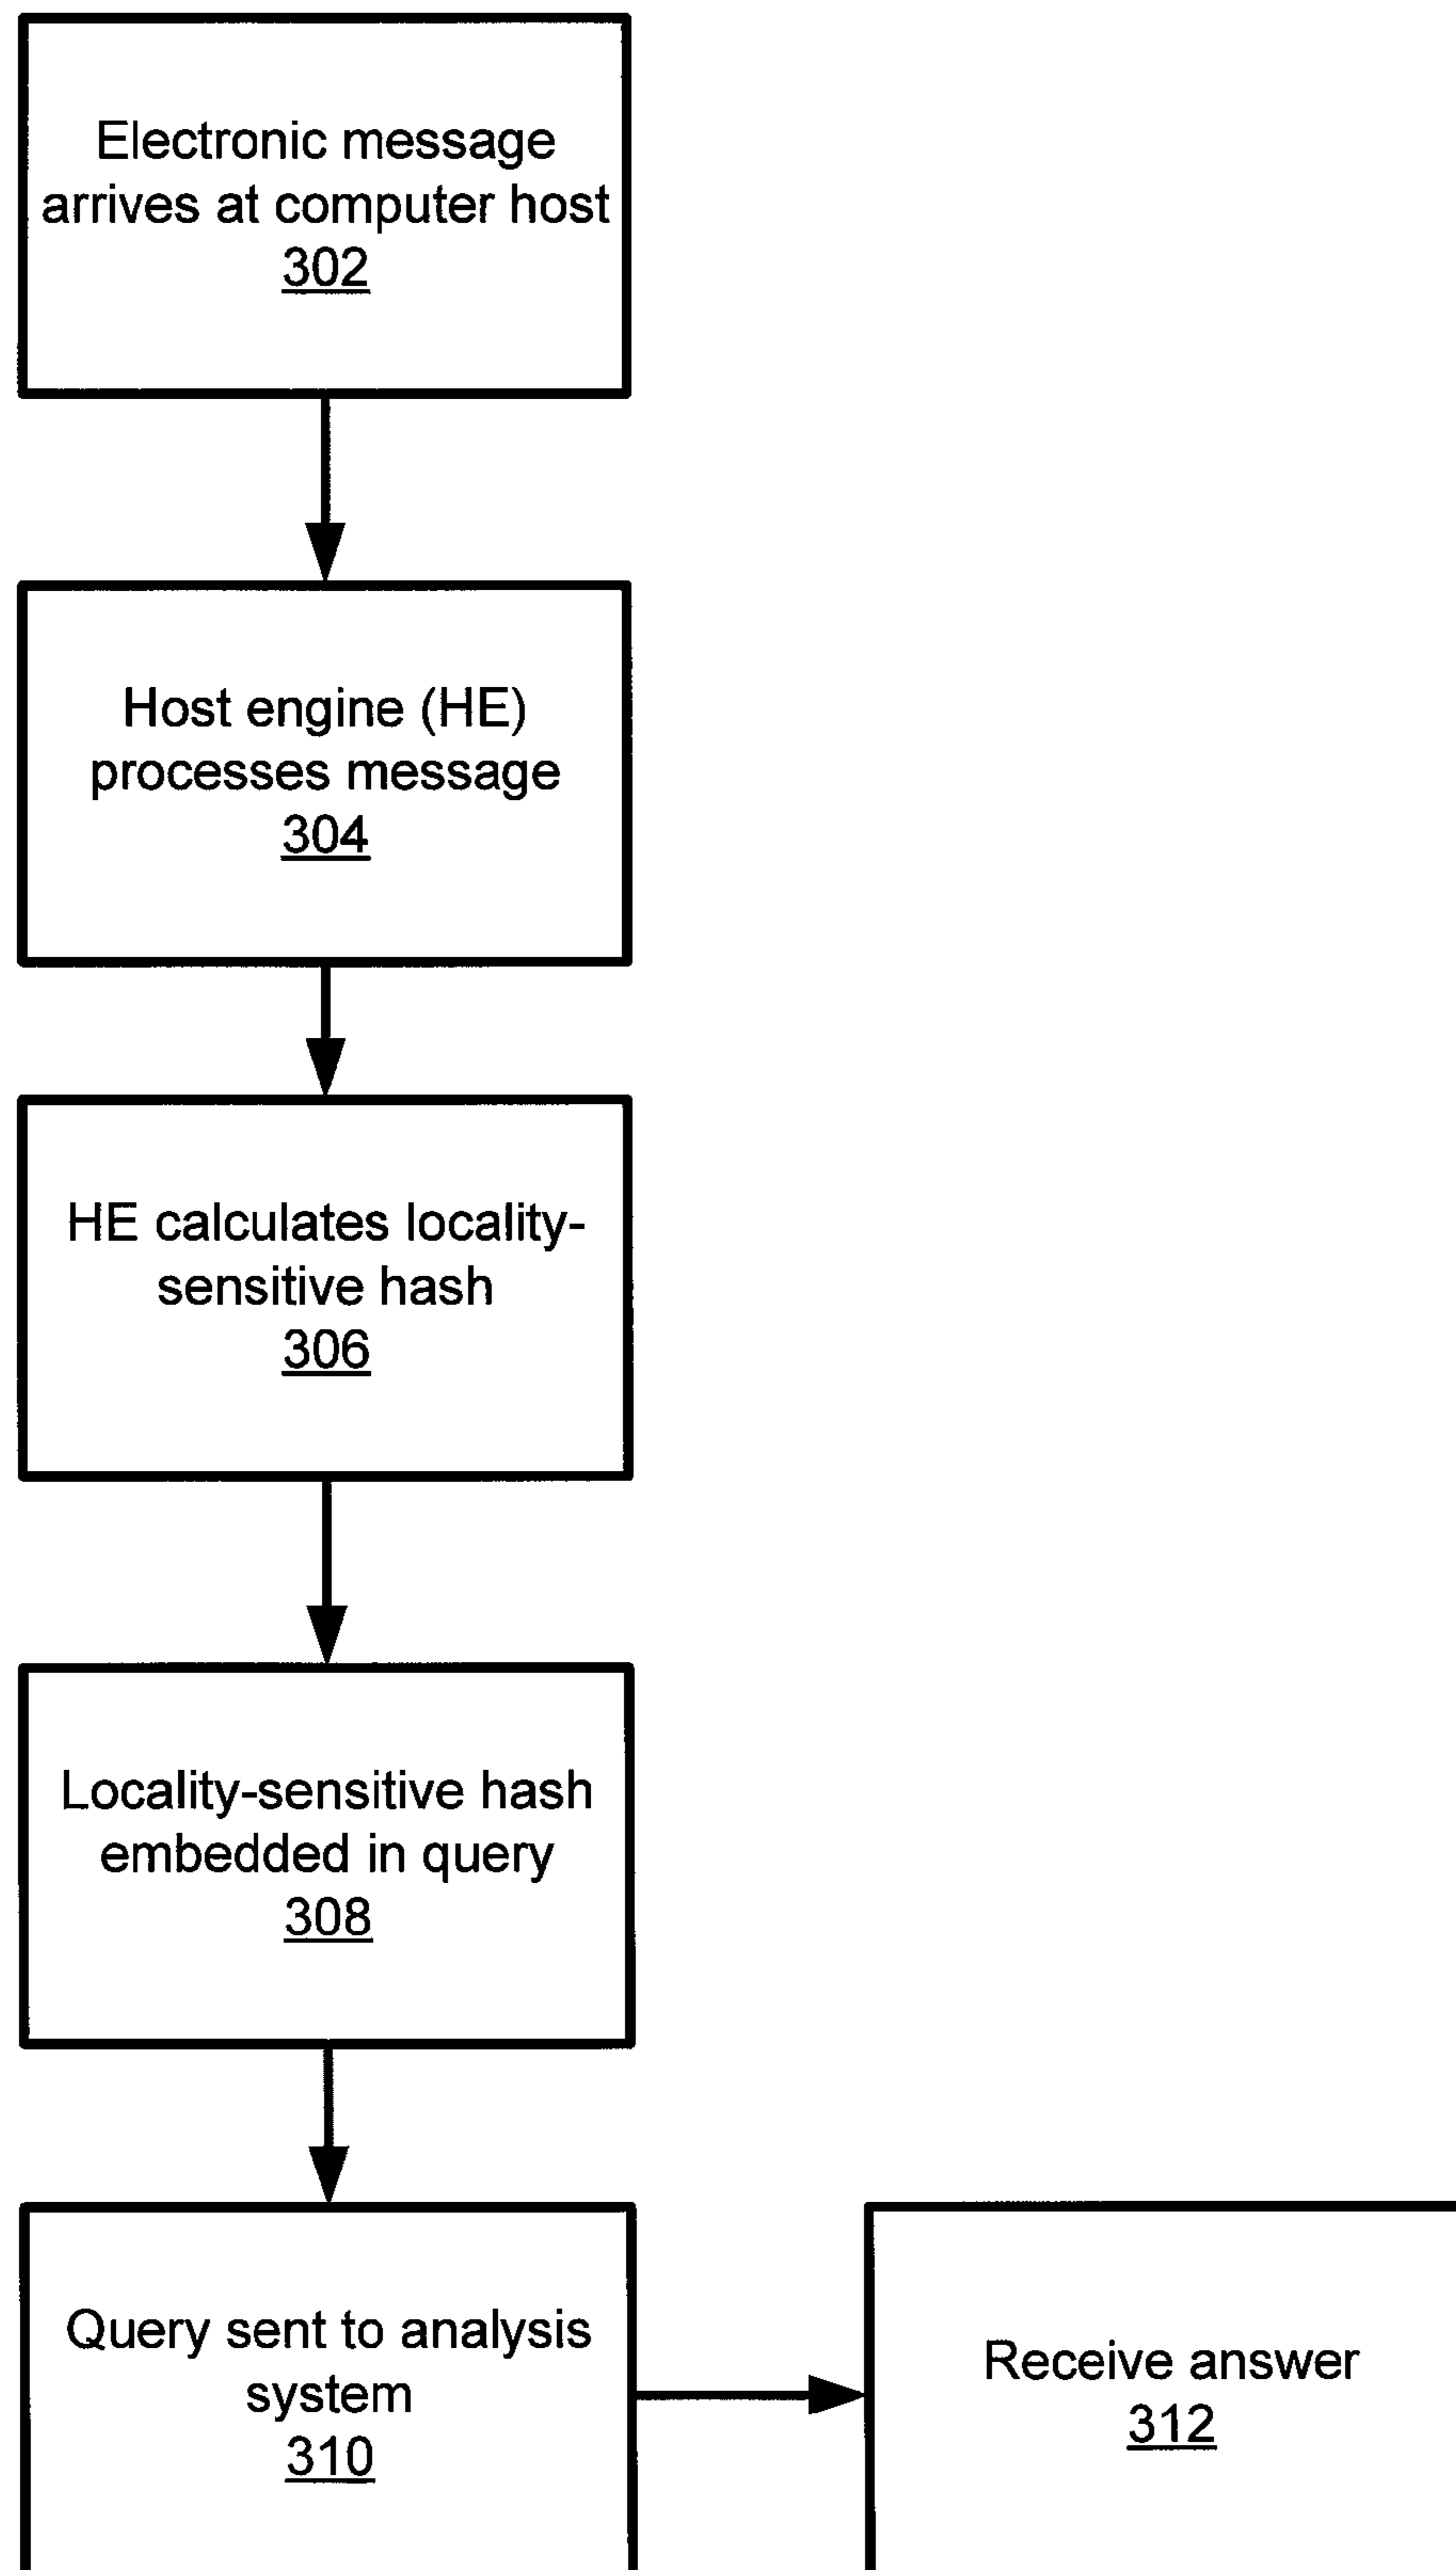 Electronic message
arrives at computer host
302
Host engine (HE)
processes message
304
HE calculates locality-
sensitive hash
306
Locality-sensitive hash
embedded in query
308
Query sent to analysis
system
310
Receive answer
312